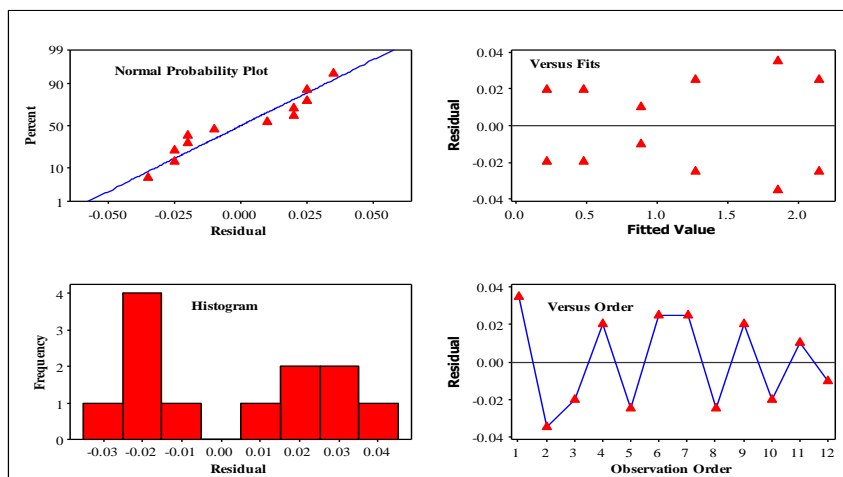 Normal Probability Plot
Percent
99
90
50
10
1
-0.050 -0.025 0.000 0.025 0.050
Residual
Versus Fits
Residual
0.04
0.02
0.00
-0.02
-0.04
0.0 0.5 1.0 1.5 2.0
Fitted Value
Histogram
Frequency
4
3
2
1
0
-0.03 -0.02 -0.01 0.00 0.01 0.02 0.03 0.04
Residual
Versus Order
Residual
0.04
0.02
0.00
-0.02
-0.04
1 2 3 4 5 6 7 8 9 10 11 12
Observation Order